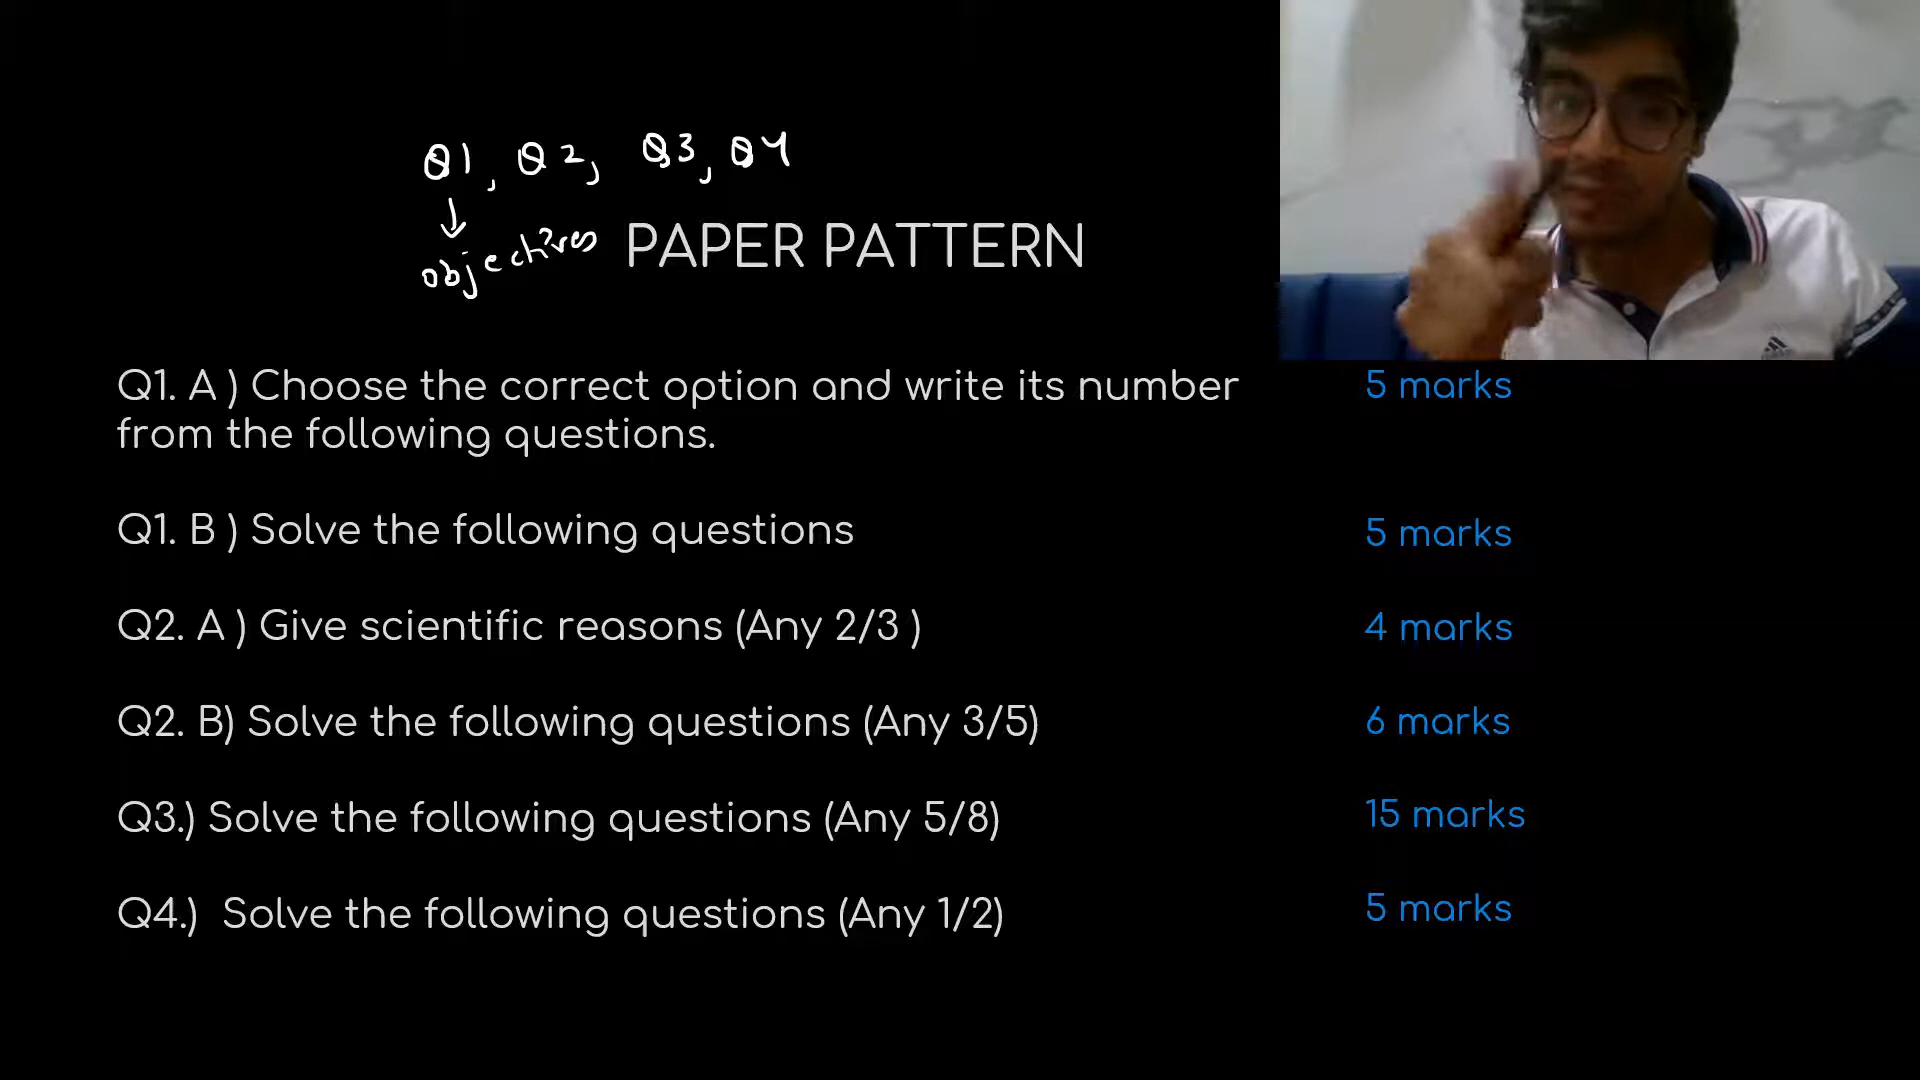 Q1, Q2, Q3, Q4
↓
objectives
PAPER PATTERN
Q1. A ) Choose the correct option and write its number from the following questions.
5 marks
Q1. B ) Solve the following questions
5 marks
Q2. A ) Give scientific reasons (Any 2/3 )
4 marks
Q2. B) Solve the following questions (Any 3/5)
6 marks
Q3.) Solve the following questions (Any 5/8)
15 marks
Q4.) Solve the following questions (Any 1/2)
5 marks